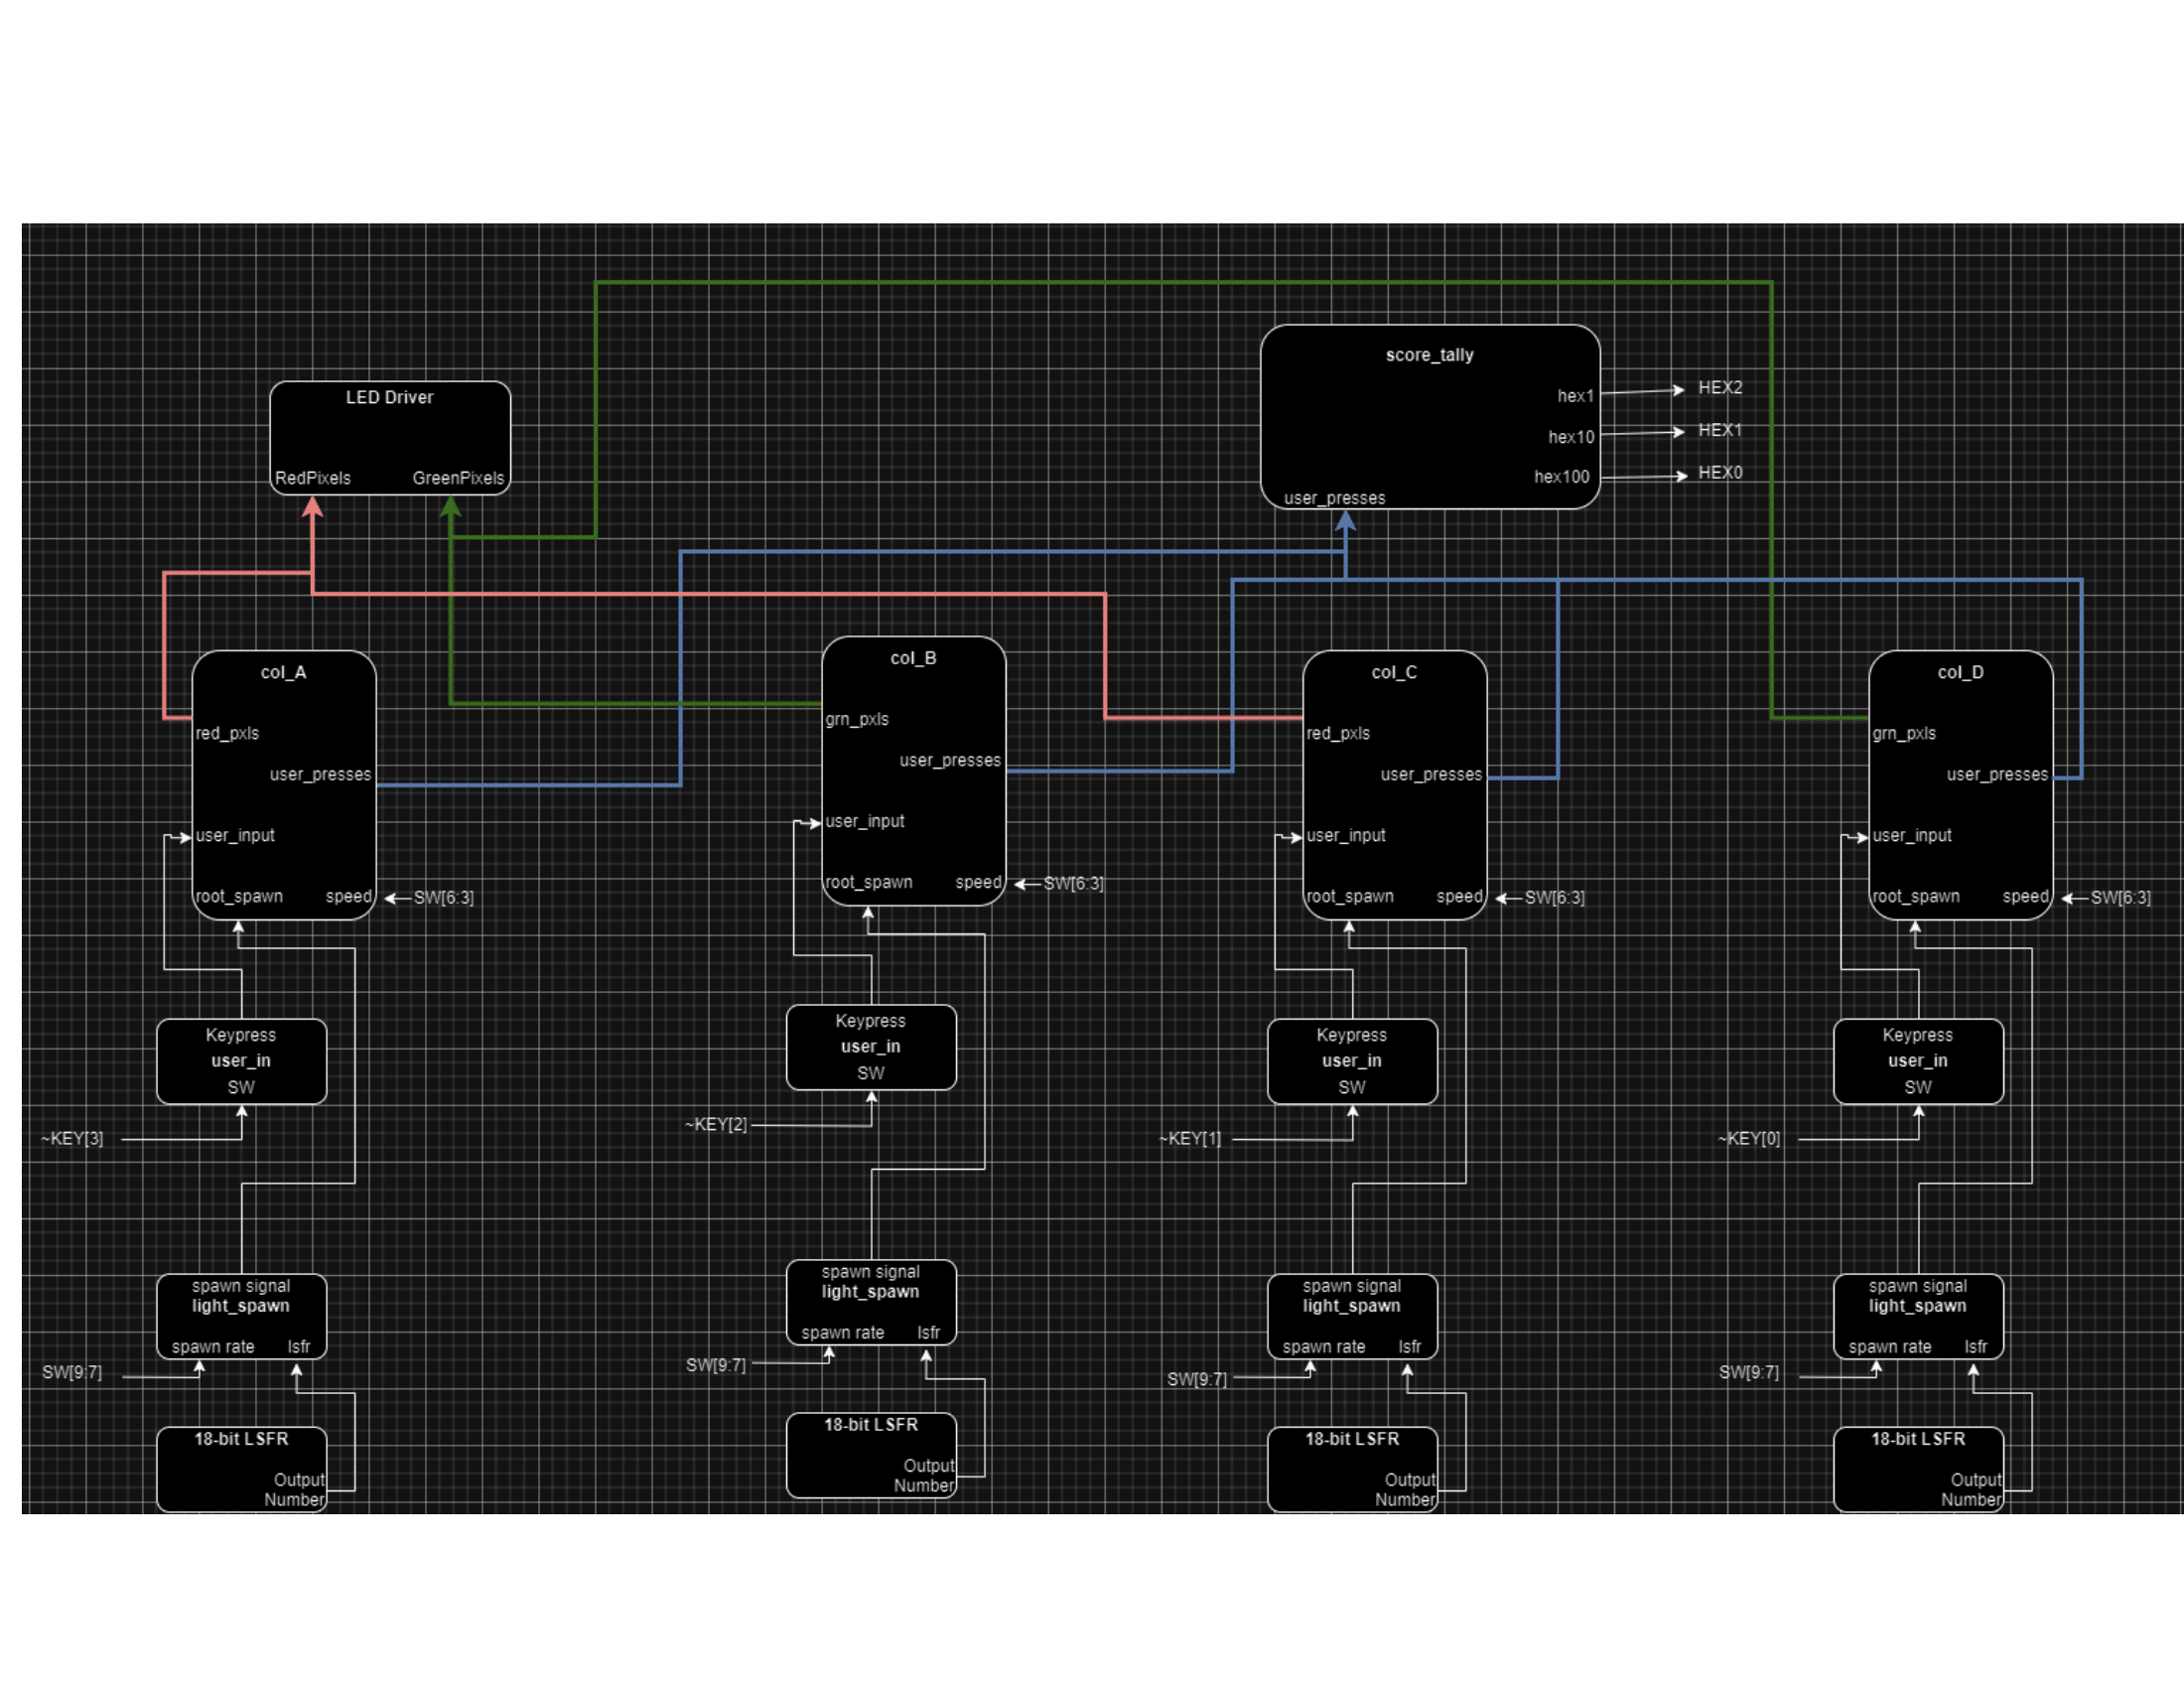 score_tally
hex1
HEX2
hex10
HEX1
hex100
HEX0
user_presses
LED Driver
RedPixels GreenPixels
col_A
red_pxls
user_presses
user_input
root_spawn speed
SW[6:3]
col_B
grn_pxls
user_presses
user_input
root_spawn speed
SW[6:3]
col_C
red_pxls
user_presses
user_input
root_spawn speed
SW[6:3]
col_D
grn_pxls
user_presses
user_input
root_spawn speed
SW[6:3]
Keypress
user_in
SW
~KEY[3]
Keypress
user_in
SW
~KEY[2]
Keypress
user_in
SW
~KEY[1]
Keypress
user_in
SW
~KEY[0]
spawn signal
light_spawn
spawn rate lsfr
SW[9:7]
18-bit LSFR
Output
Number
spawn signal
light_spawn
spawn rate lsfr
SW[9:7]
18-bit LSFR
Output
Number
spawn signal
light_spawn
spawn rate lsfr
SW[9:7]
18-bit LSFR
Output
Number
spawn signal
light_spawn
spawn rate lsfr
SW[9:7]
18-bit LSFR
Output
Number